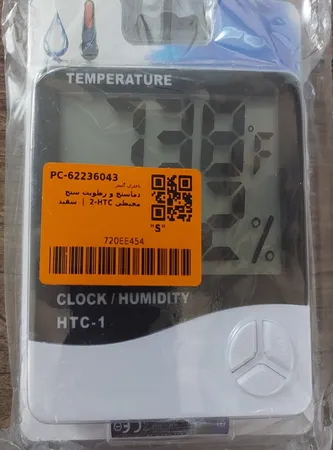 TEMPERATURE
°F
PC-62236043
دماسنج و رطوبت سنج
محیطی HTC-2 | سفید
"S"
720EE454
%
CLOCK / HUMIDITY
HTC-1